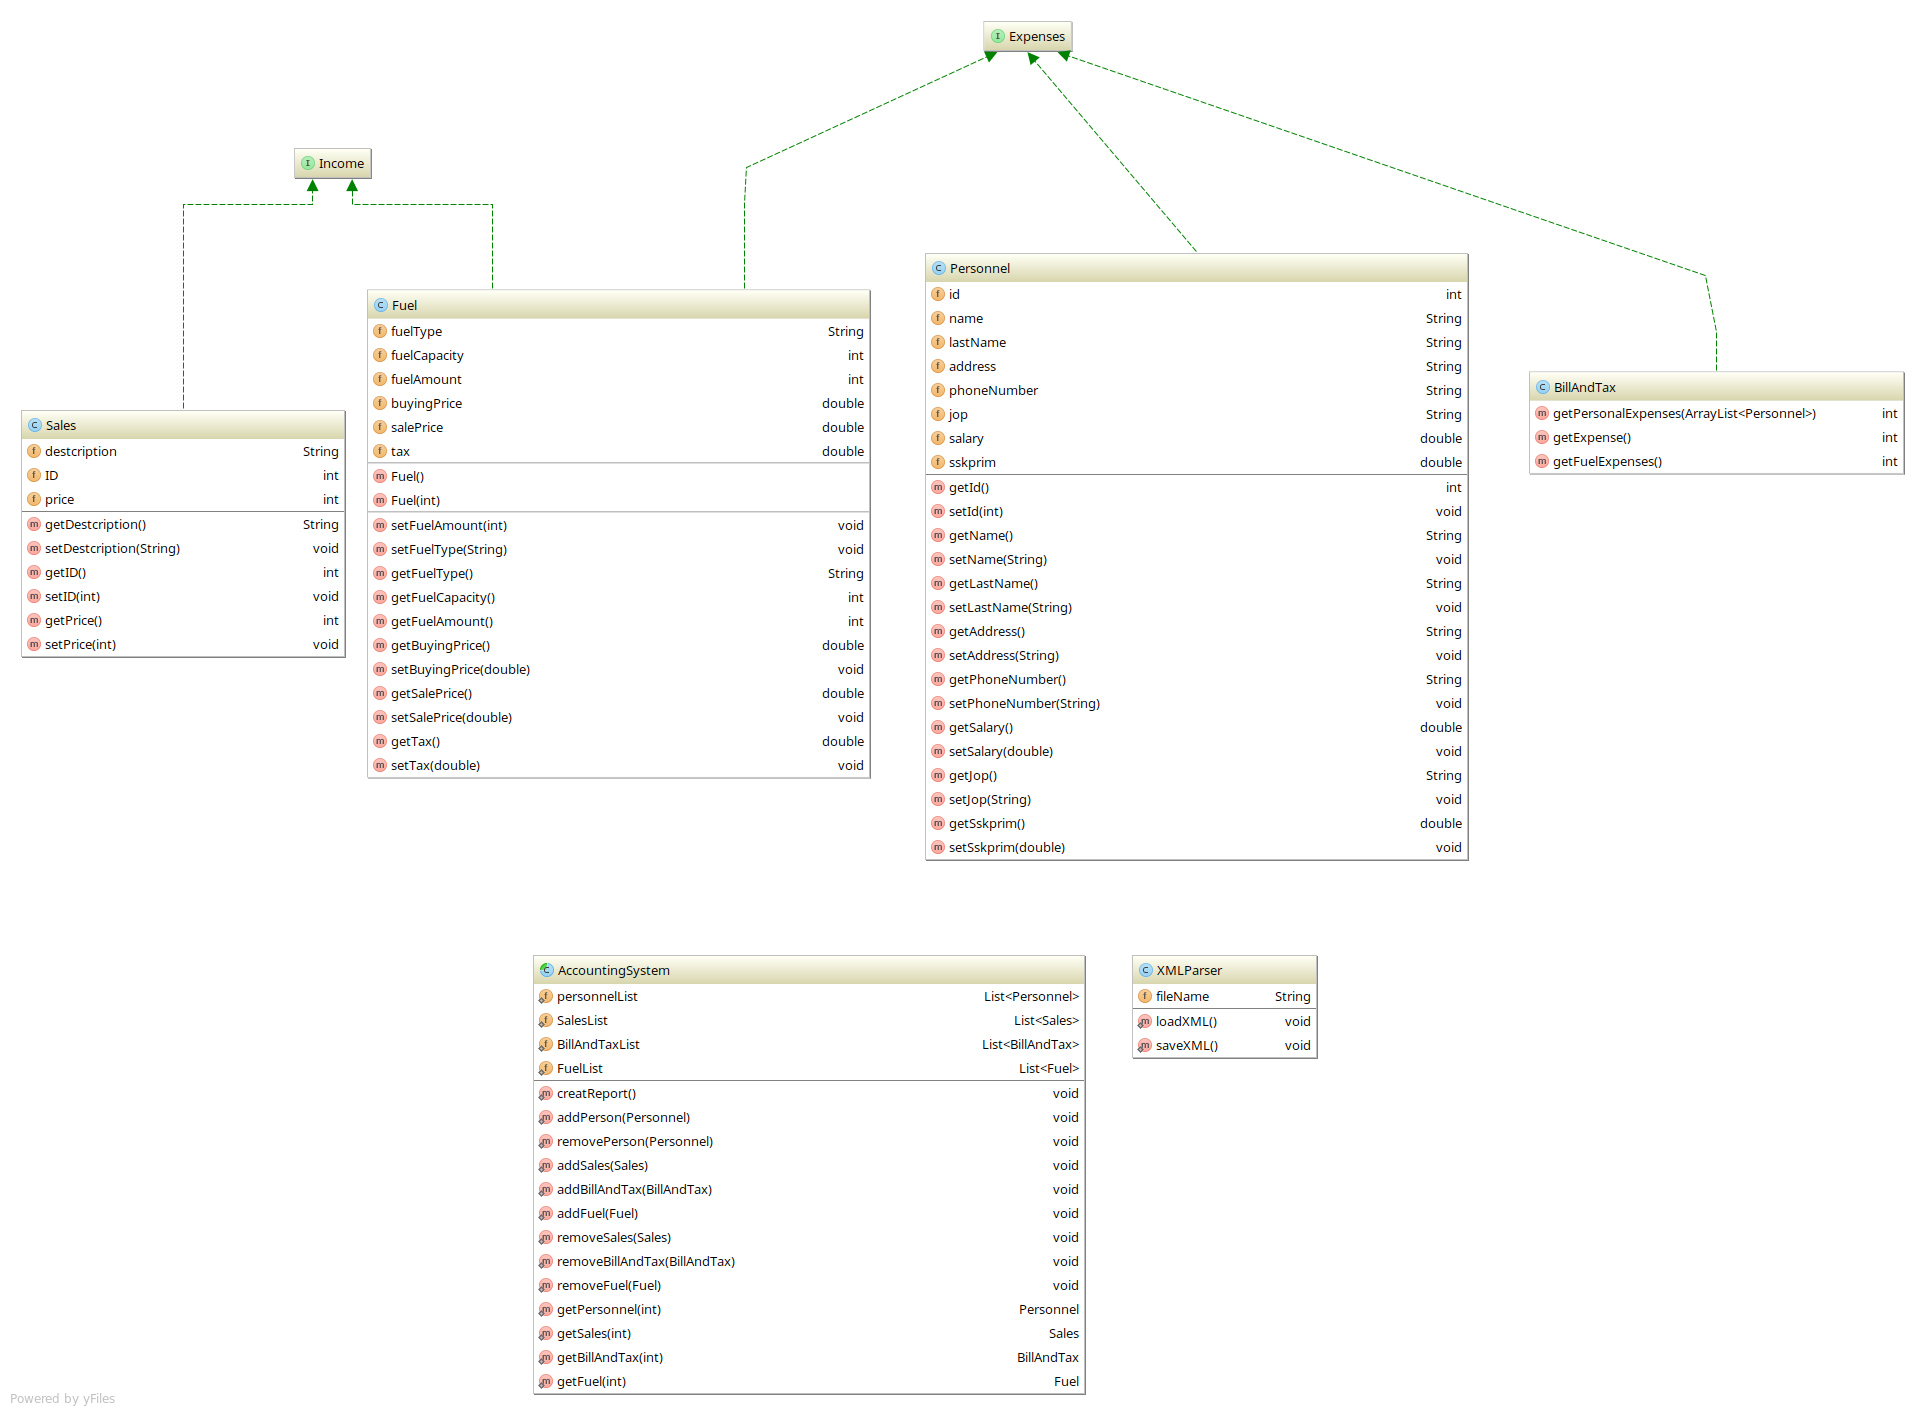 Expenses
Income
Sales
destcription String
ID int
price int
getDestcription() String
setDestcription(String) void
getID() int
setID(int) void
getPrice() int
setPrice(int) void
Fuel
fuelType String
fuelCapacity int
fuelAmount int
buyingPrice double
salePrice double
tax double
Fuel()
Fuel(int)
setFuelAmount(int) void
setFuelType(String) void
getFuelType() String
getFuelCapacity() int
getFuelAmount() int
getBuyingPrice() double
setBuyingPrice(double) void
getSalePrice() double
setSalePrice(double) void
getTax() double
setTax(double) void
Personnel
id int
name String
lastName String
address String
phoneNumber String
jop String
salary double
sskprim double
getId() int
setId(int) void
getName() String
setName(String) void
getLastName() String
setLastName(String) void
getAddress() String
setAddress(String) void
getPhoneNumber() String
setPhoneNumber(String) void
getSalary() double
setSalary(double) void
getJop() String
setJop(String) void
getSskprim() double
setSskprim(double) void
BillAndTax
getPersonalExpenses(ArrayList<Personnel>) int
getExpense() int
getFuelExpenses() int
AccountingSystem
personnelList List<Personnel>
SalesList List<Sales>
BillAndTaxList List<BillAndTax>
FuelList List<Fuel>
creatReport() void
addPerson(Personnel) void
removePerson(Personnel) void
addSales(Sales) void
addBillAndTax(BillAndTax) void
addFuel(Fuel) void
removeSales(Sales) void
removeBillAndTax(BillAndTax) void
removeFuel(Fuel) void
getPersonnel(int) Personnel
getSales(int) Sales
getBillAndTax(int) BillAndTax
getFuel(int) Fuel
XMLParser
fileName String
loadXML() void
saveXML() void
Powered by yFiles